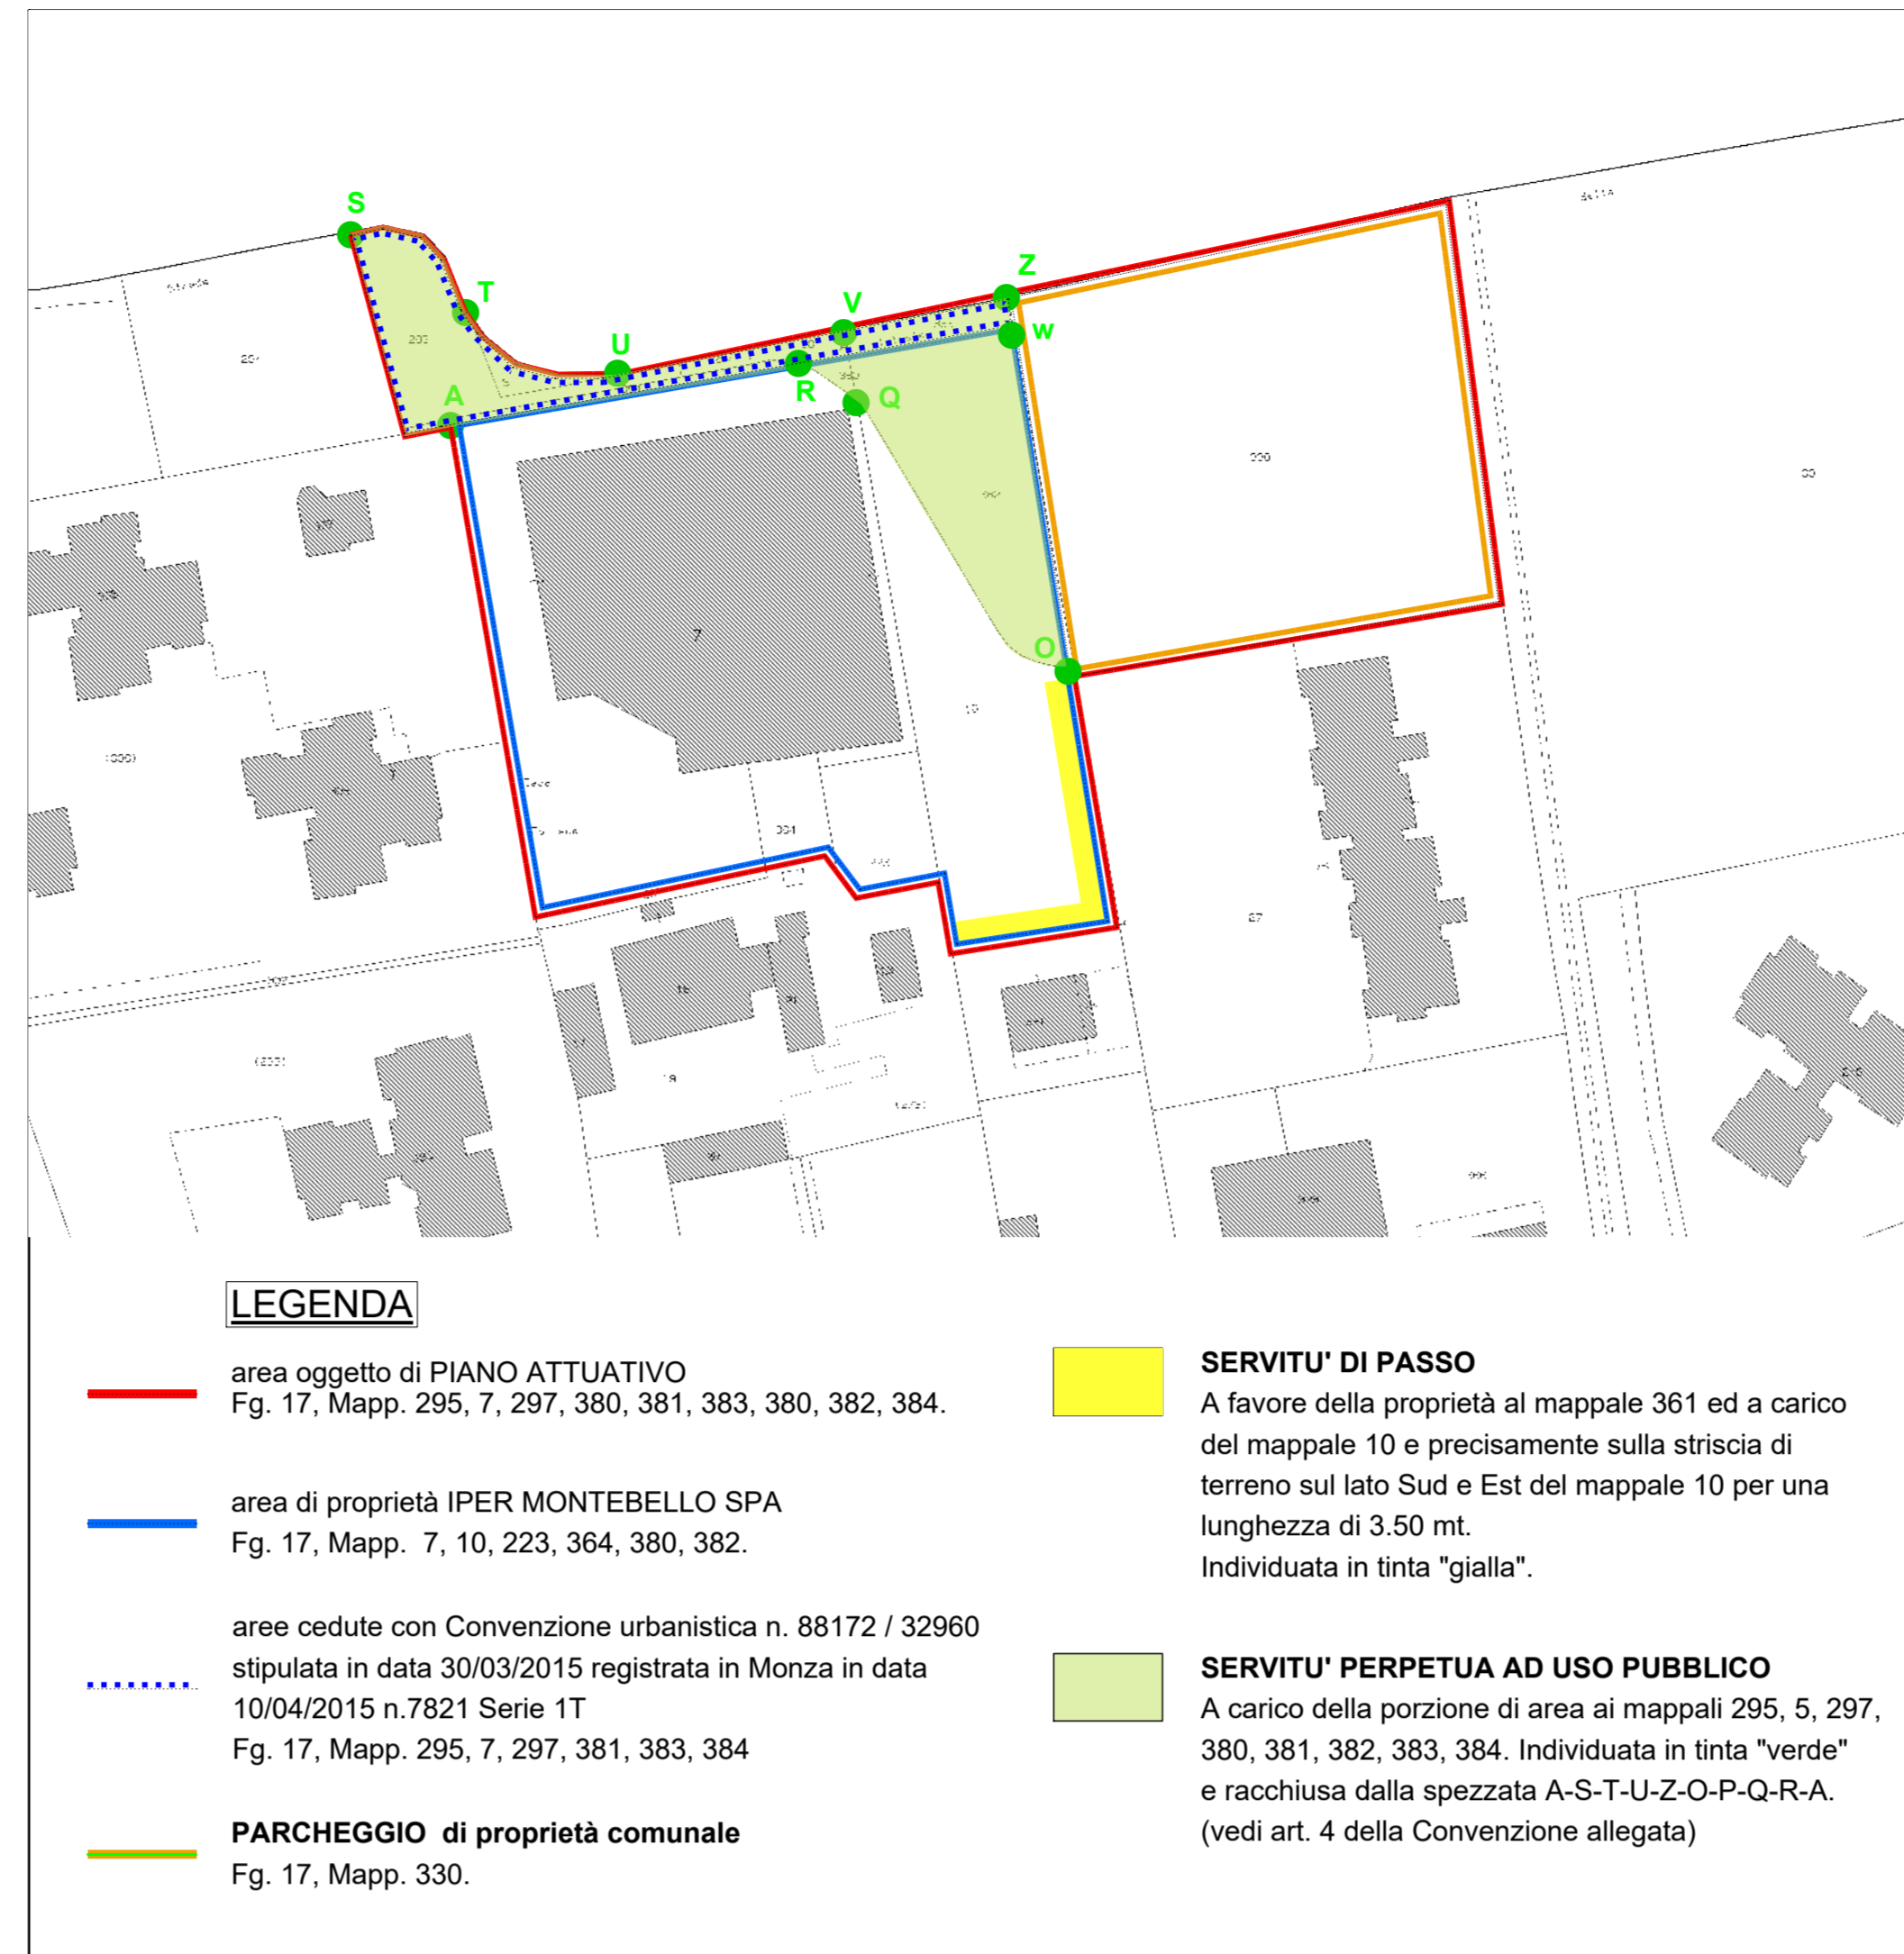 S
T
U
V
Z
w
A
R
Q
O
7
364
10
330
27
16
19
LEGENDA
area oggetto di PIANO ATTUATIVO
Fg. 17, Mapp. 295, 7, 297, 380, 381, 383, 380, 382, 384.
area di proprietà IPER MONTEBELLO SPA
Fg. 17, Mapp. 7, 10, 223, 364, 380, 382.
aree cedute con Convenzione urbanistica n. 88172 / 32960
stipulata in data 30/03/2015 registrata in Monza in data
10/04/2015 n.7821 Serie 1T
Fg. 17, Mapp. 295, 7, 297, 381, 383, 384
PARCHEGGIO di proprietà comunale
Fg. 17, Mapp. 330.
SERVITU' DI PASSO
A favore della proprietà al mappale 361 ed a carico
del mappale 10 e precisamente sulla striscia di
terreno sul lato Sud e Est del mappale 10 per una
lunghezza di 3.50 mt.
Individuata in tinta "gialla".
SERVITU' PERPETUA AD USO PUBBLICO
A carico della porzione di area ai mappali 295, 5, 297,
380, 381, 382, 383, 384. Individuata in tinta "verde"
e racchiusa dalla spezzata A-S-T-U-Z-O-P-Q-R-A.
(vedi art. 4 della Convenzione allegata)